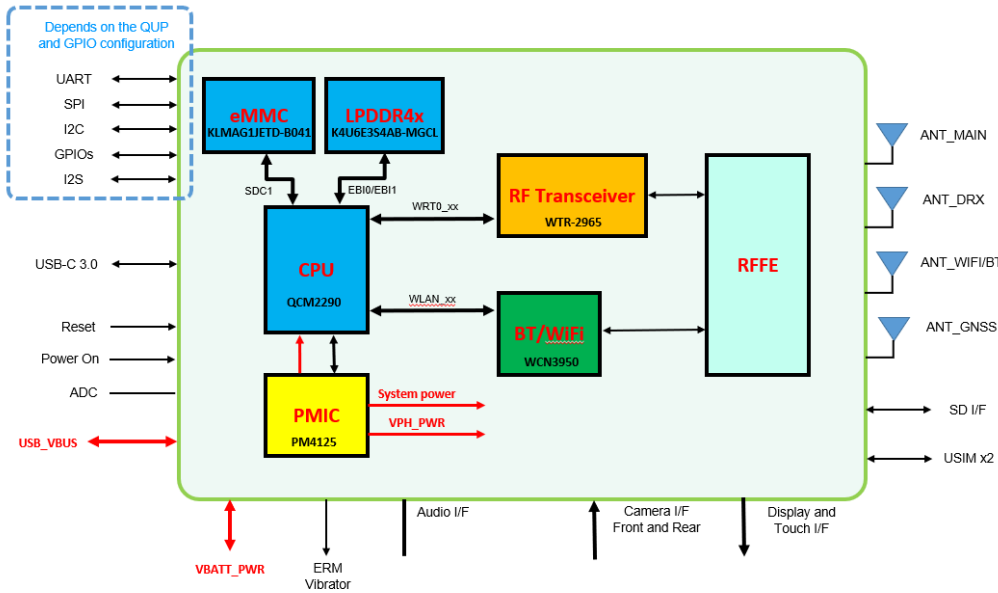 Depends on the QUP
and GPIO configuration
UART
SPI
I2C
GPIOs
I2S
USB-C 3.0
Reset
Power On
ADC
USB_VBUS
eMMC
KLMAG1JETD-B041
LPDDR4x
K4U6E3S4AB-MGCL
SDC1
EBI0/EBI1
CPU
QCM2290
WRT0_xx
WLAN_xx
RF Transceiver
WTR-2965
BT/WiFi
WCN3950
RFFE
PMIC
PM4125
System power
VPH_PWR
ANT_MAIN
ANT_DRX
ANT_WIFI/BT
ANT_GNSS
SD I/F
USIM x2
VBATT_PWR
ERM
Vibrator
Audio I/F
Camera I/F
Front and Rear
Display and
Touch I/F